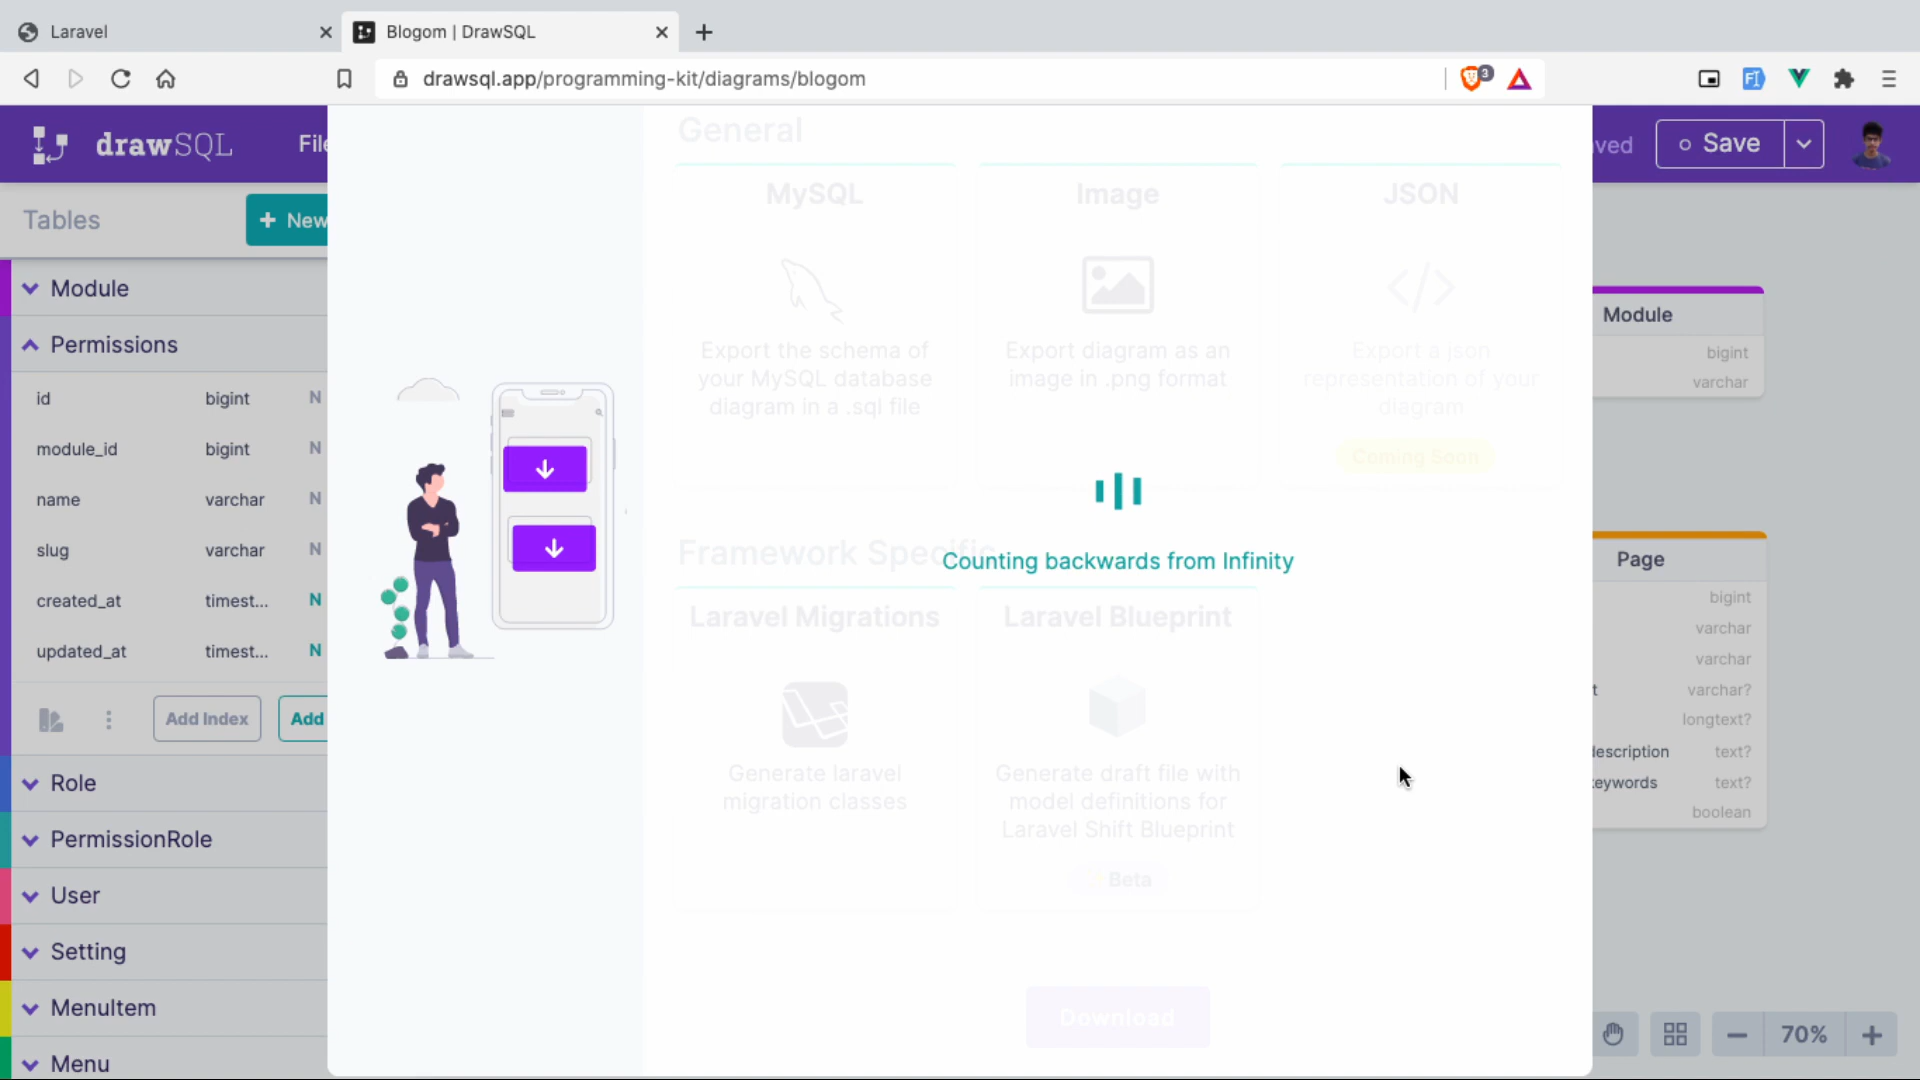 Laravel
Blogom | DrawSQL
drawsql.app/programming-kit/diagrams/blogom
3
drawSQL
File
ved
Save
Tables
+ New
Module
Permissions
id bigint N
module_id bigint N
name varchar N
slug varchar N
created_at timest... N
updated_at timest... N
Add Index
Add
Role
PermissionRole
User
Setting
MenuItem
Menu
General
MySQL
Export the schema of
your MySQL database
diagram in a .sql file
Image
Export diagram as an
image in .png format
JSON
Export a json
representation of your
diagram
Coming Soon
Counting backwards from Infinity
Framework Specific
Laravel Migrations
Generate laravel
migration classes
Laravel Blueprint
Generate draft file with
model definitions for
Laravel Shift Blueprint
Beta
Download
Module
bigint
varchar
Page
bigint
varchar
varchar
t varchar?
longtext?
description text?
keywords text?
boolean
70%